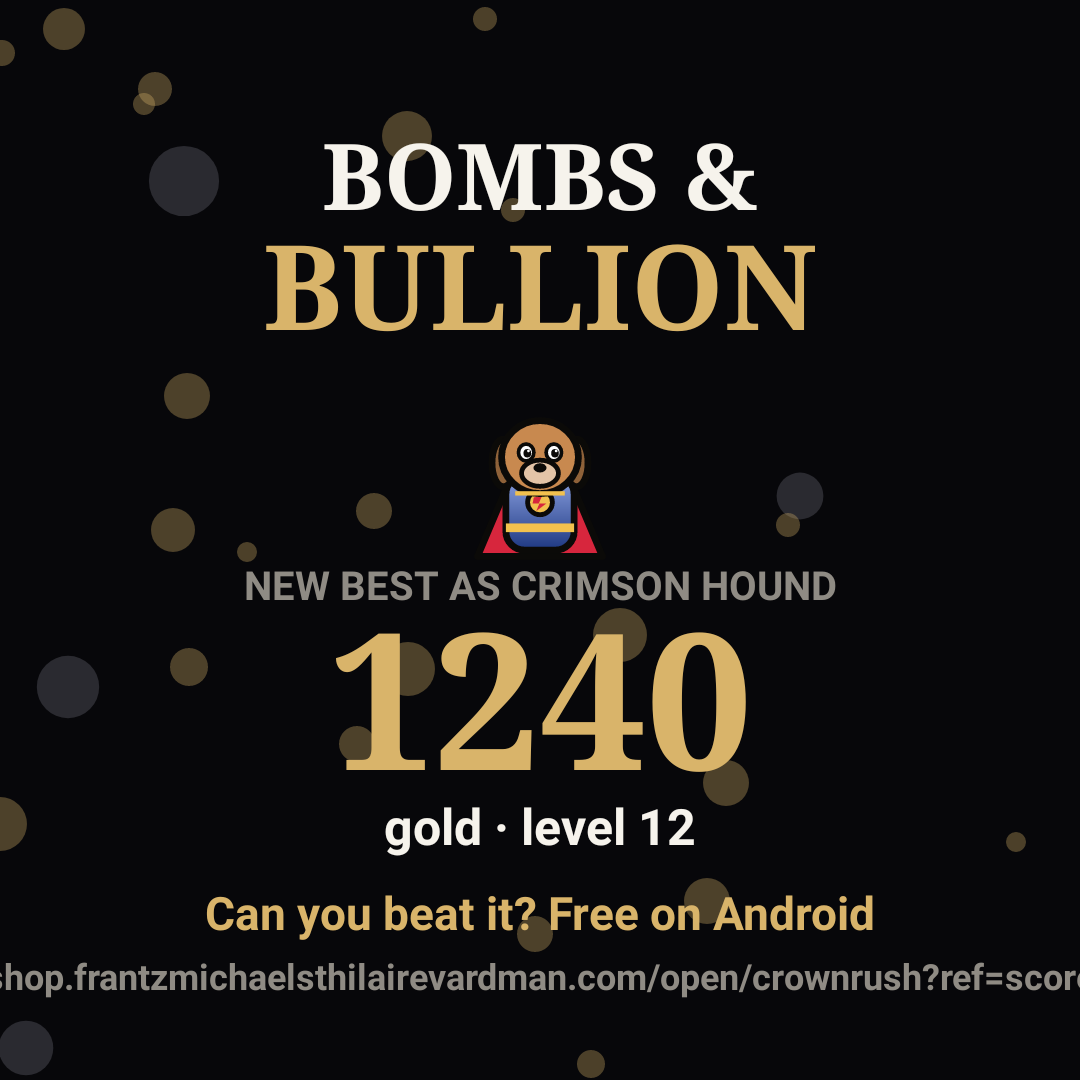 BOMBS &
BULLION
NEW BEST AS CRIMSON HOUND
1240
gold · level 12
Can you beat it? Free on Android
shop.frantzmichaelsthilairevardman.com/open/crownrush?ref=score